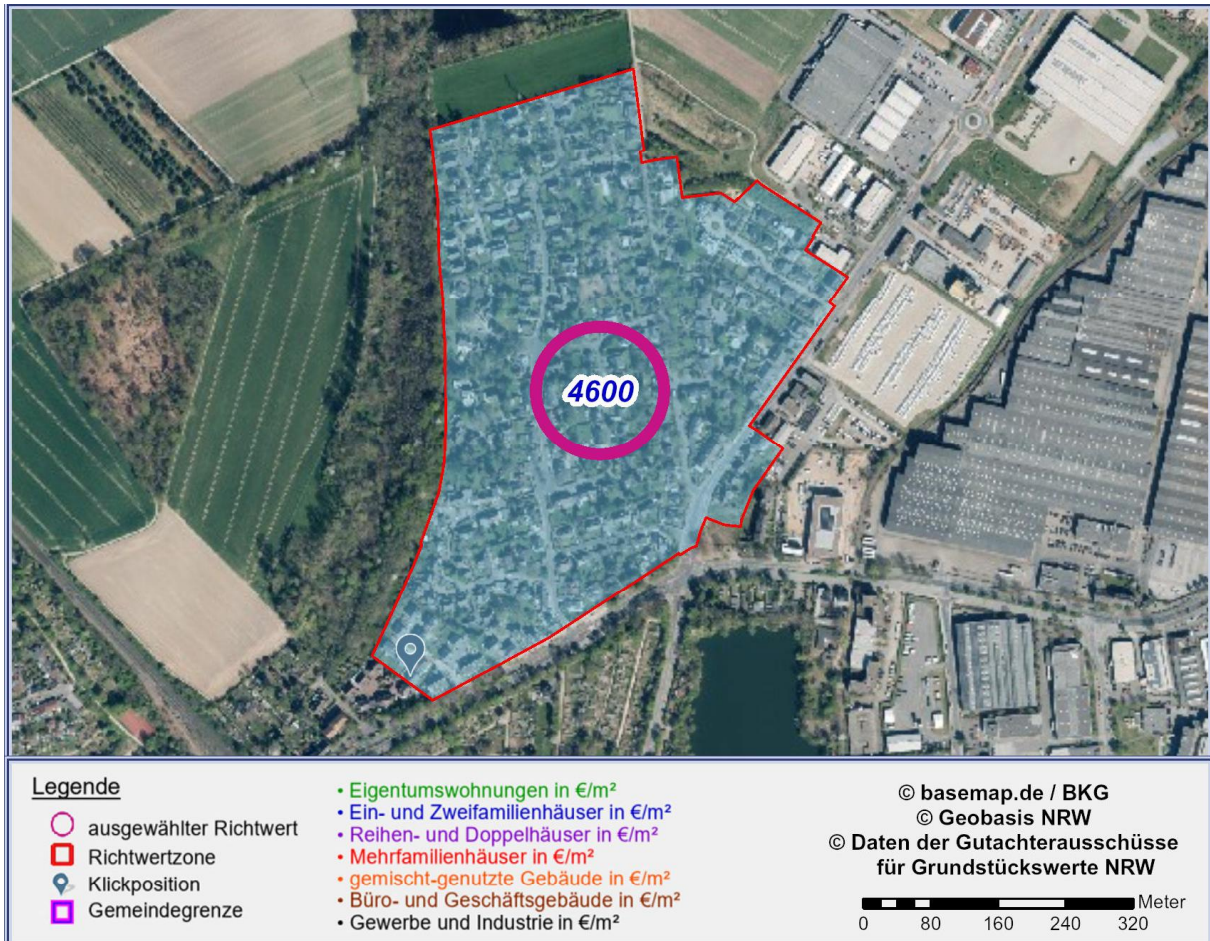 4600
Legende
ausgewählter Richtwert
Richtwertzone
Klickposition
Gemeindegrenze
• Eigentumswohnungen in €/m²
• Ein- und Zweifamilienhäuser in €/m²
• Reihen- und Doppelhäuser in €/m²
• Mehrfamilienhäuser in €/m²
• gemischt-genutzte Gebäude in €/m²
• Büro- und Geschäftsgebäude in €/m²
• Gewerbe und Industrie in €/m²
© basemap.de / BKG
© Geobasis NRW
© Daten der Gutachterausschüsse
für Grundstückswerte NRW
Meter
0 80 160 240 320